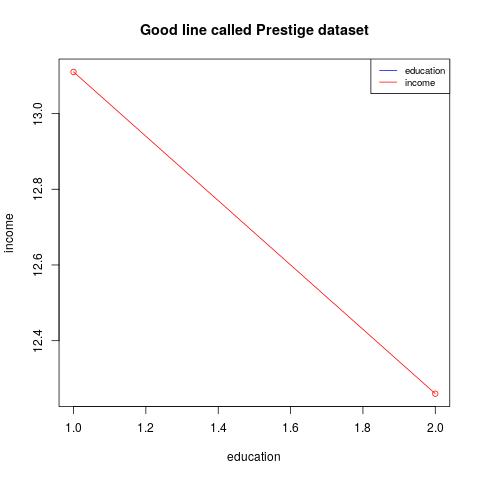 Good line called Prestige dataset
education
income
13.0
12.8
12.6
12.4
income
1.0 1.2 1.4 1.6 1.8 2.0
education